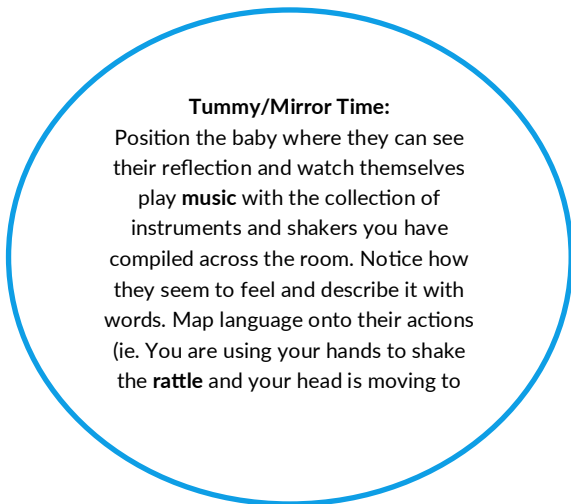 Tummy/Mirror Time:
Position the baby where they can see
their reflection and watch themselves
play music with the collection of
instruments and shakers you have
compiled across the room. Notice how
they seem to feel and describe it with
words. Map language onto their actions
(ie. You are using your hands to shake
the rattle and your head is moving to